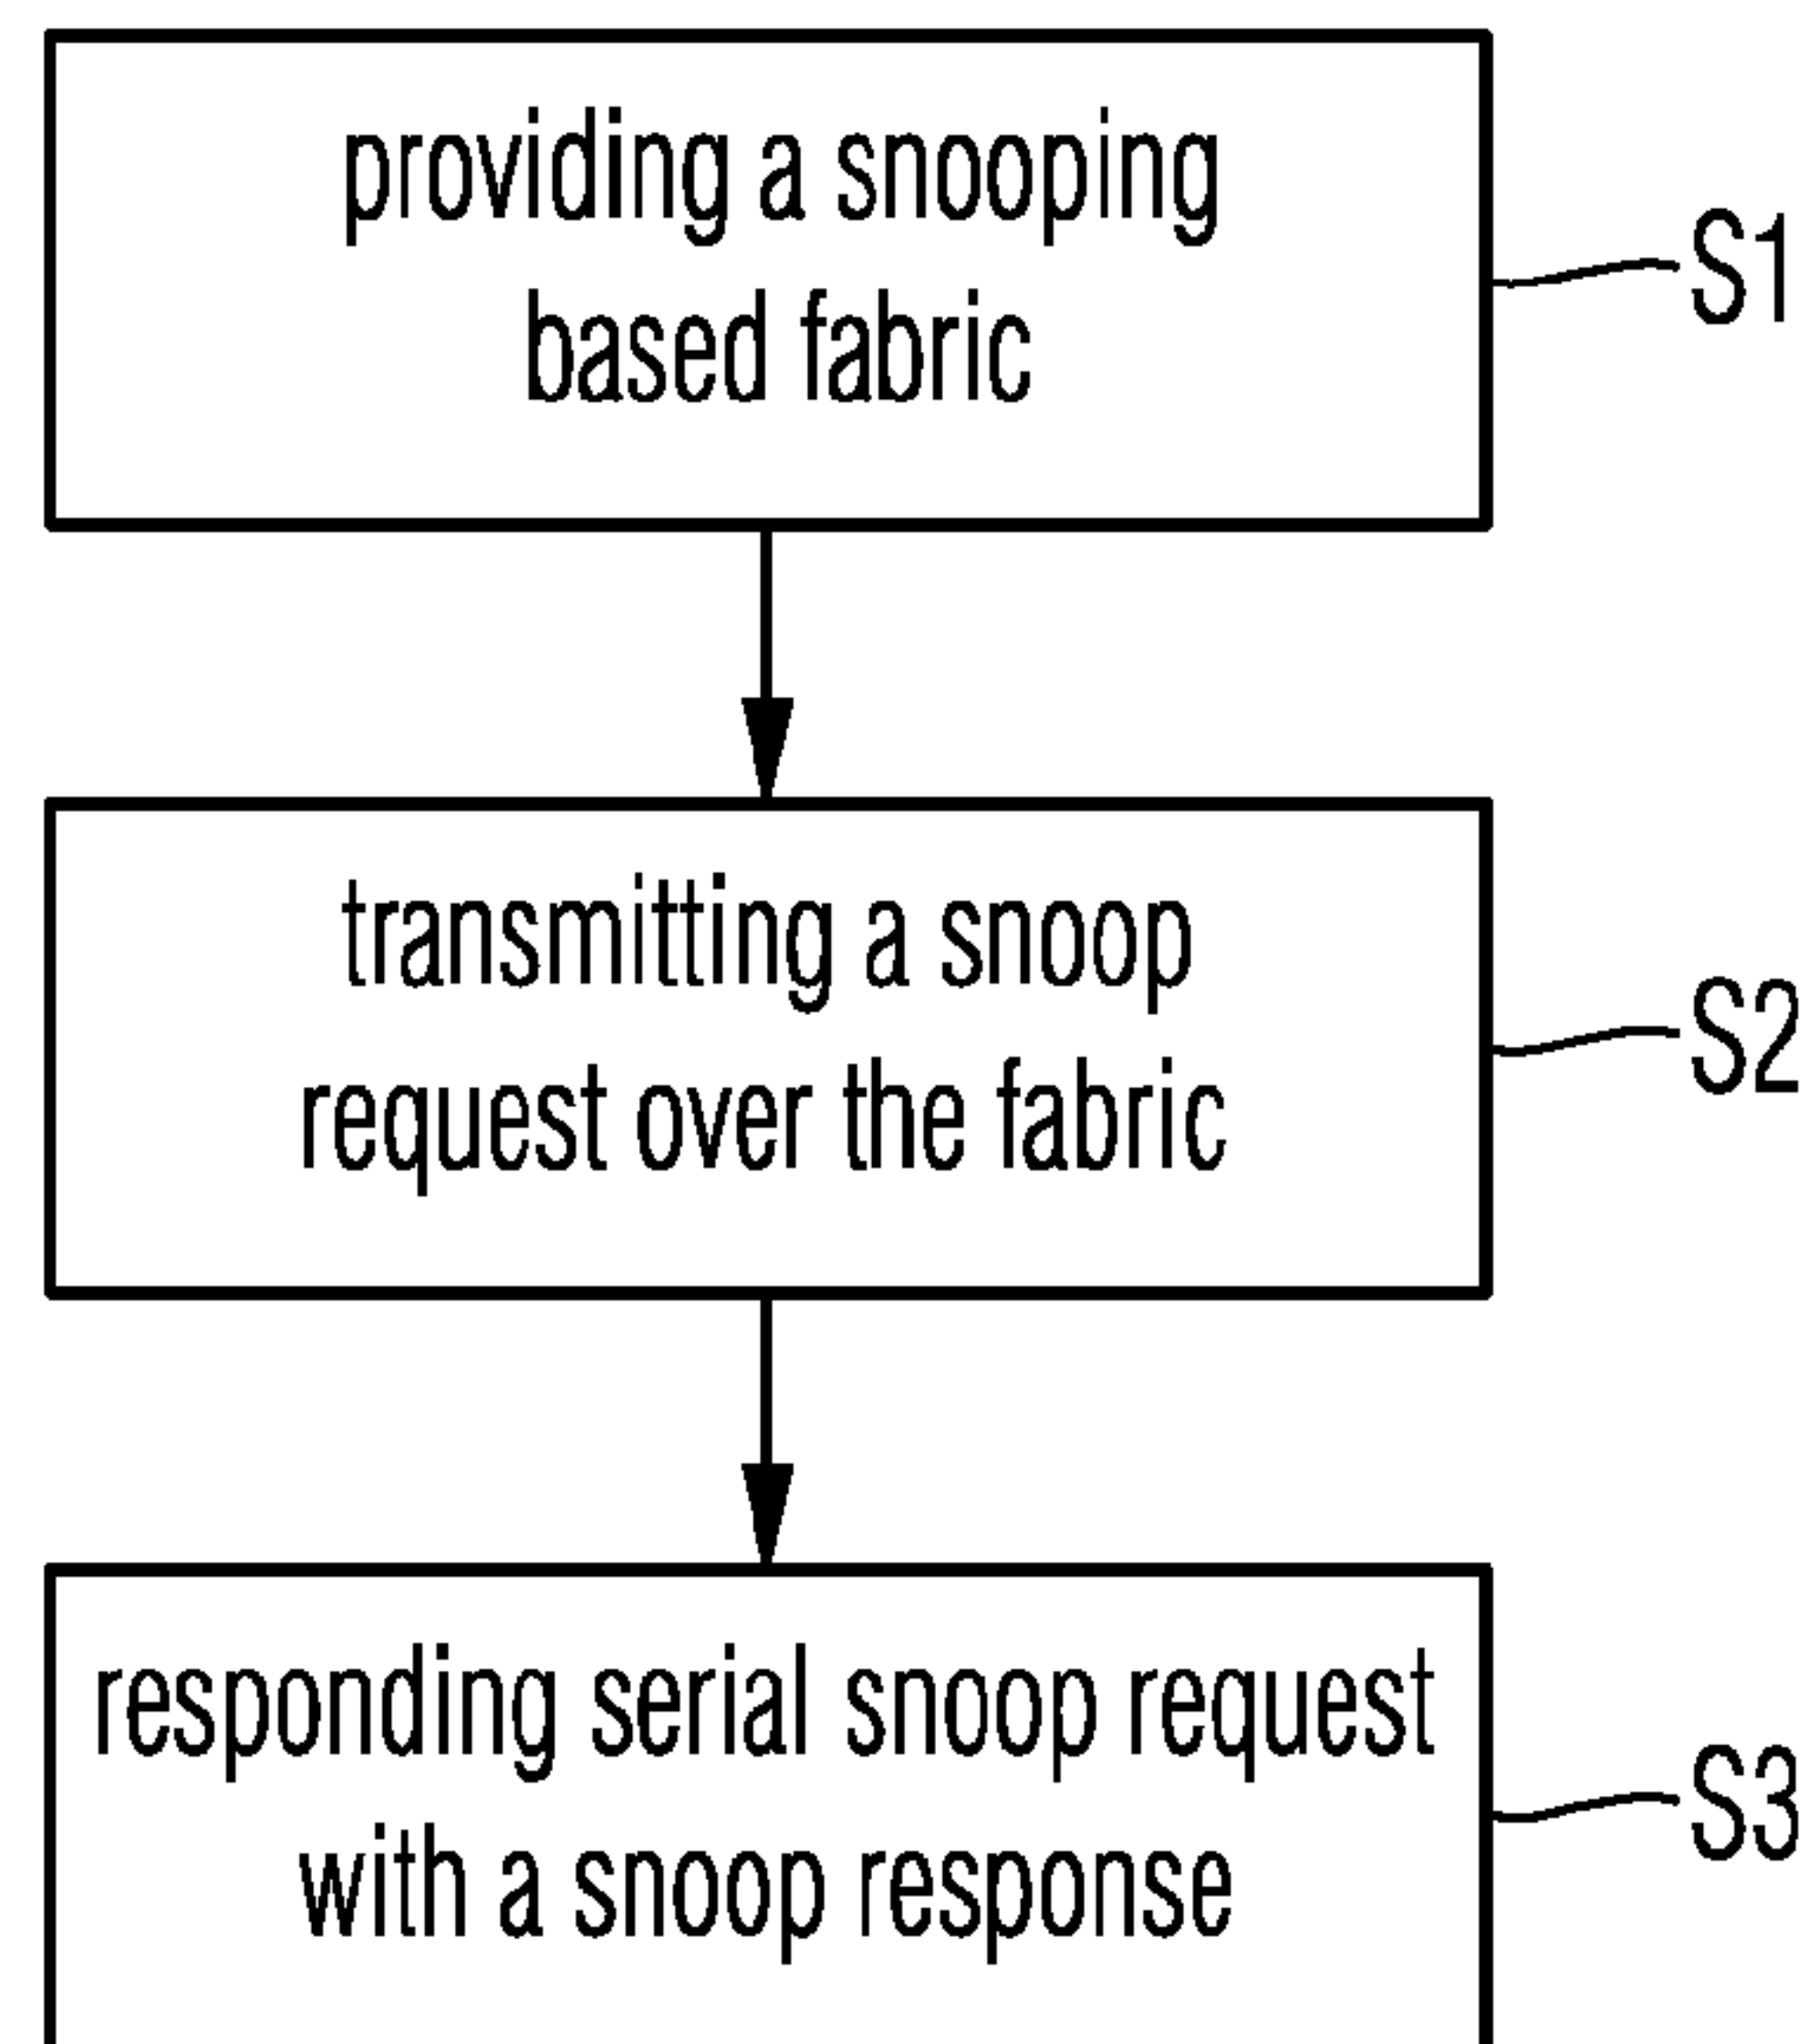 providing a snooping
based fabric
S1
transmitting a snoop
request over the fabric
S2
responding serial snoop request
with a snoop response
S3